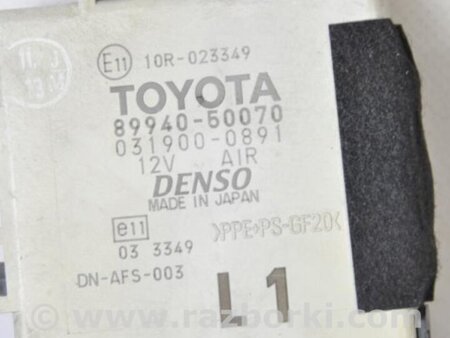 E11 10R-023349
TOYOTA
89940-50070
031900-0891
12V AIR
DENSO
MADE IN JAPAN
e11 >PPE+PS-GF20<
03 3349
DN-AFS-003
L1
www.razborki.com